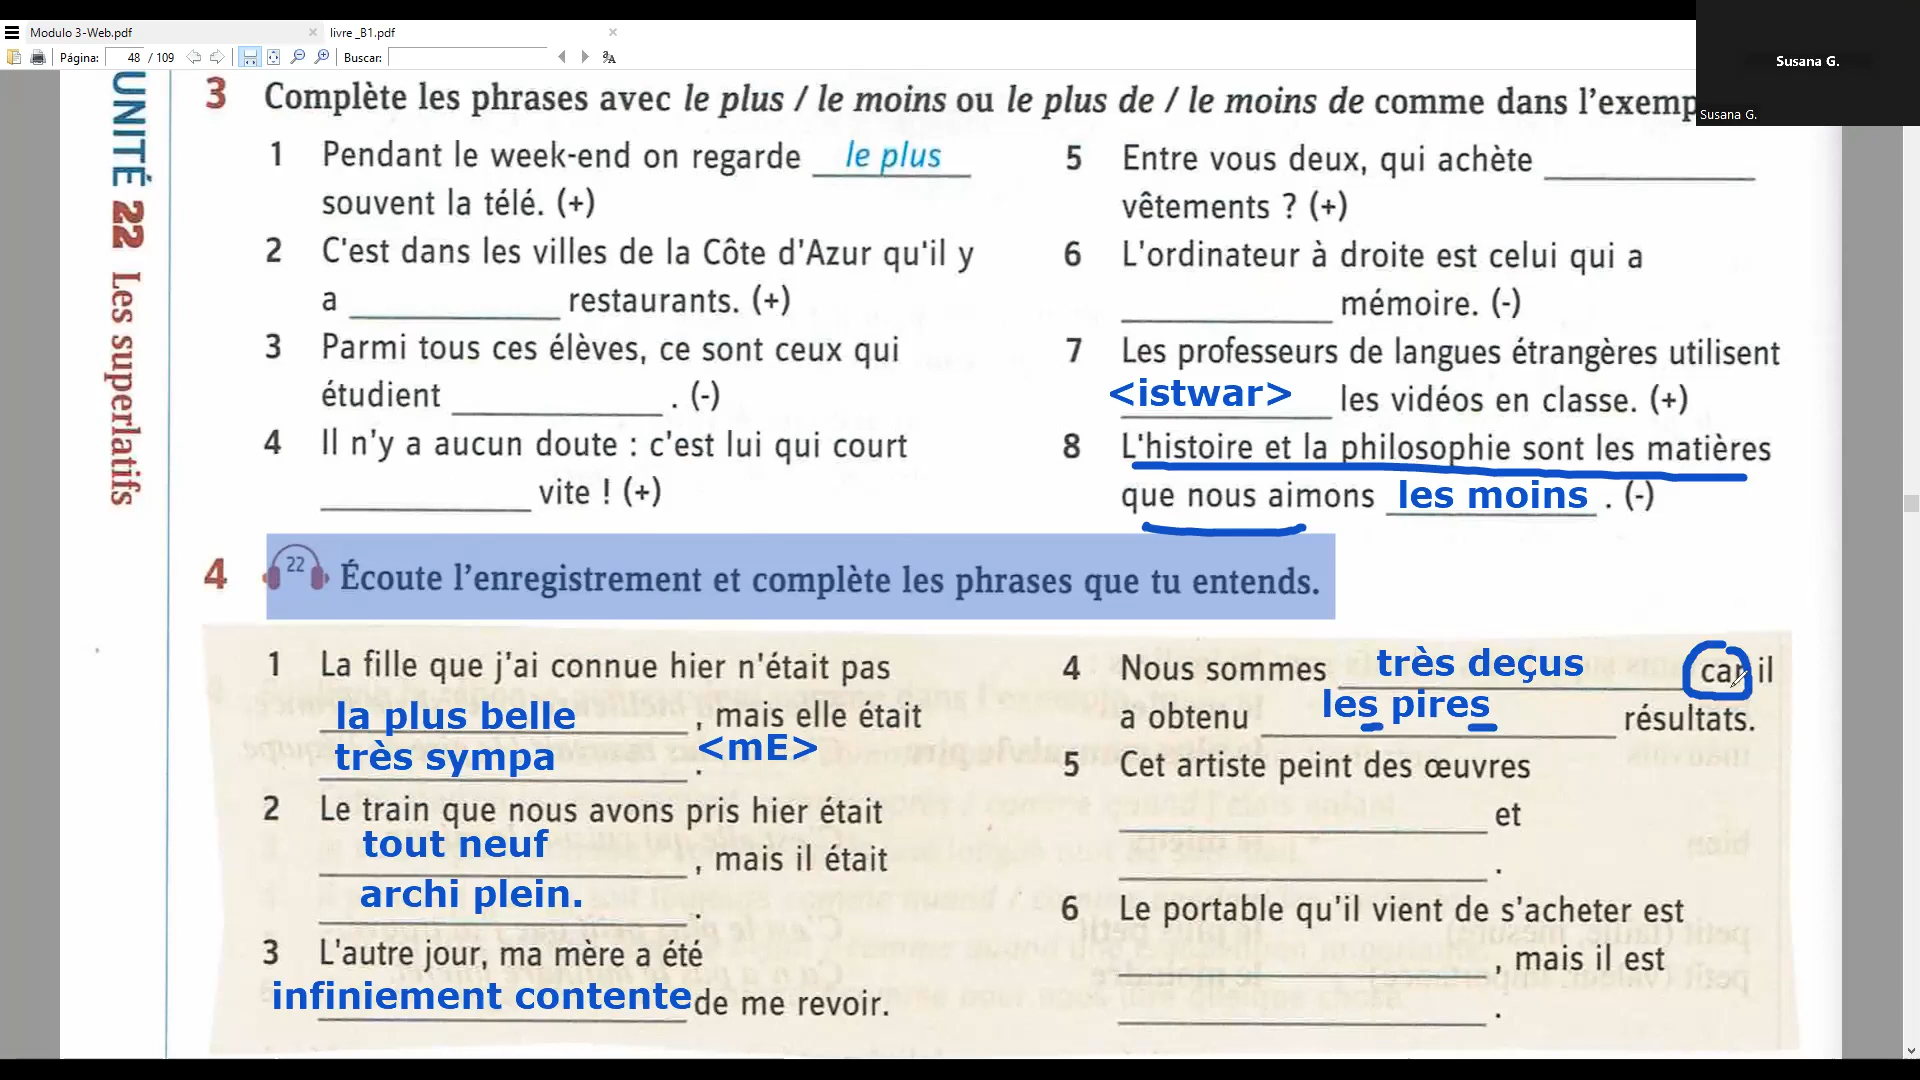 Modulo 3-Web.pdf
livre _B1.pdf
Página: 48 / 109 Buscar:
Susana G.
Susana G.
UNITÉ 22 Les superlatifs
3 Complète les phrases avec le plus / le moins ou le plus de / le moins de comme dans l'exemp
1 Pendant le week-end on regarde le plus
souvent la télé. (+)
2 C'est dans les villes de la Côte d'Azur qu'il y
a restaurants. (+)
3 Parmi tous ces élèves, ce sont ceux qui
étudient . (-)
4 Il n'y a aucun doute : c'est lui qui court
vite ! (+)
5 Entre vous deux, qui achète
vêtements ? (+)
6 L'ordinateur à droite est celui qui a
mémoire. (-)
7 Les professeurs de langues étrangères utilisent
<istwar> les vidéos en classe. (+)
8 L'histoire et la philosophie sont les matières
que nous aimons les moins . (-)
4 22 Écoute l'enregistrement et complète les phrases que tu entends.
1 La fille que j'ai connue hier n'était pas
la plus belle , mais elle était
très sympa . <mE>
2 Le train que nous avons pris hier était
tout neuf , mais il était
archi plein. .
3 L'autre jour, ma mère a été
infiniement contente de me revoir.
4 Nous sommes très deçus car il
a obtenu les pires résultats.
5 Cet artiste peint des œuvres
et
.
6 Le portable qu'il vient de s'acheter est
, mais il est
.